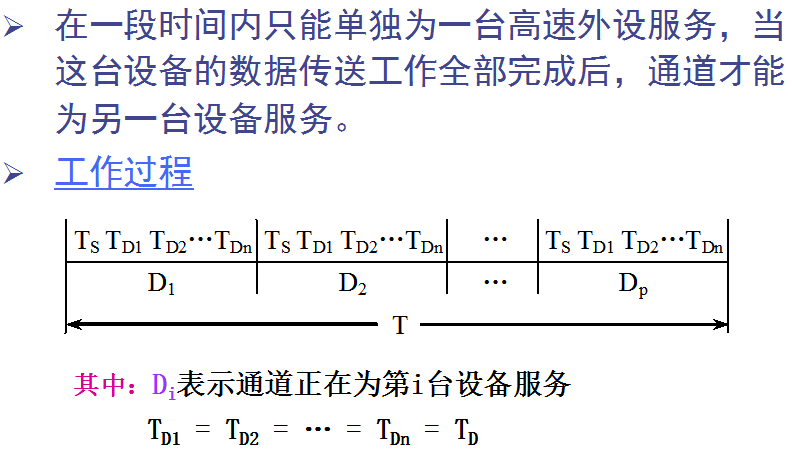 ➢ 在一段时间内只能单独为一台高速外设服务，当
这台设备的数据传送工作全部完成后，通道才能
为另一台设备服务。
➢ 工作过程
TS TD1 TD2…TDn TS TD1 TD2…TDn … TS TD1 TD2…TDn
D1 D2 … Dp
T
其中：Di表示通道正在为第i台设备服务
TD1 = TD2 = … = TDn = TD